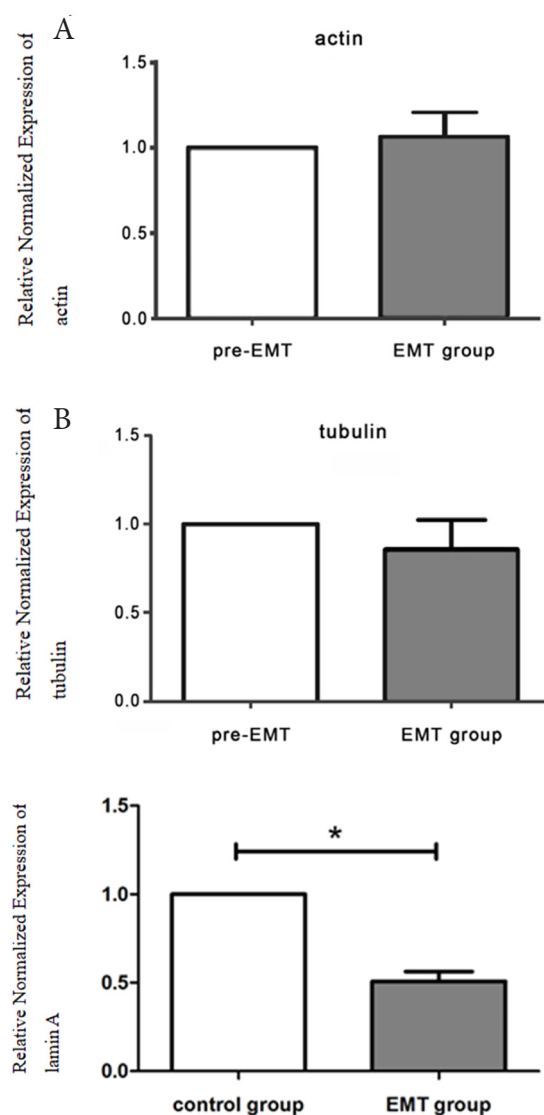 A
actin
Relative Normalized Expression of
actin
1.5
1.0
0.5
0.0
pre-EMT EMT group
B
tubulin
Relative Normalized Expression of
tubulin
1.5
1.0
0.5
0.0
pre-EMT EMT group
Relative Normalized Expression of
lamin A
1.5
1.0
0.5
0.0
*
control group EMT group